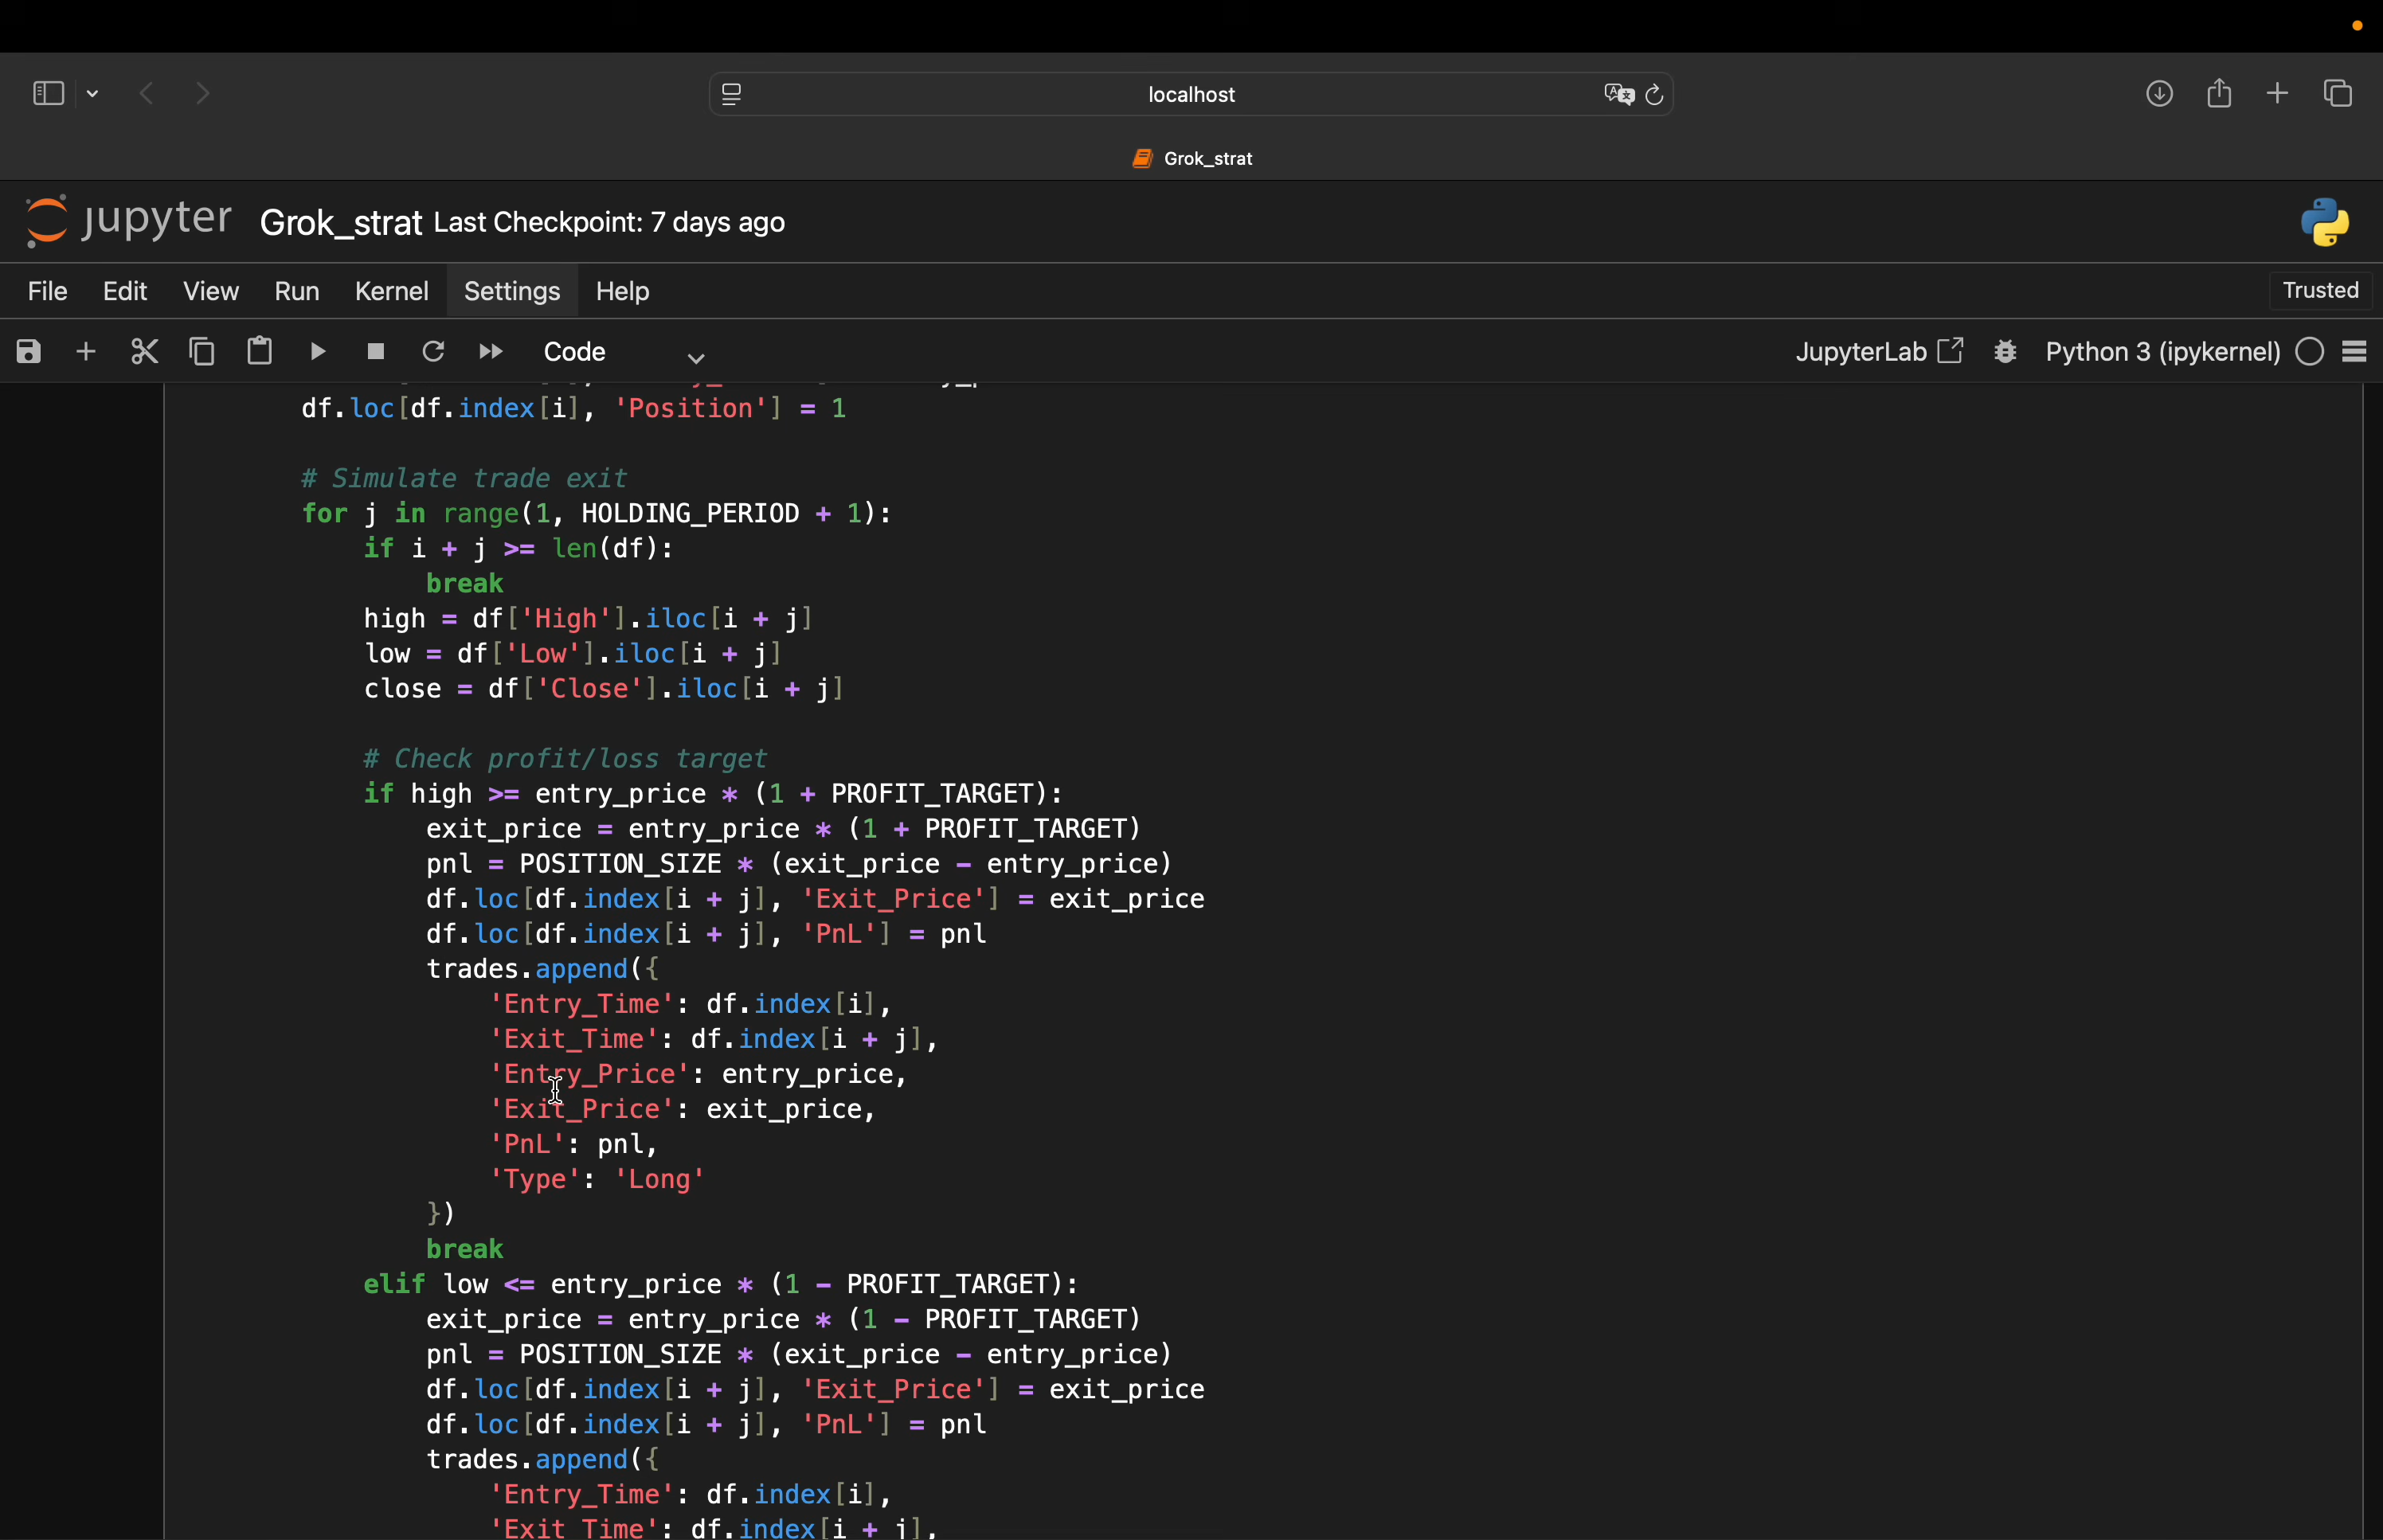 localhost
Grok_strat
jupyter Grok_strat Last Checkpoint: 7 days ago
File Edit View Run Kernel Settings Help Trusted
Code JupyterLab Python 3 (ipykernel)
df.loc[df.index[i], 'Position'] = 1
# Simulate trade exit
for j in range(1, HOLDING_PERIOD + 1):
if i + j >= len(df):
break
high = df['High'].iloc[i + j]
low = df['Low'].iloc[i + j]
close = df['Close'].iloc[i + j]
# Check profit/loss target
if high >= entry_price * (1 + PROFIT_TARGET):
exit_price = entry_price * (1 + PROFIT_TARGET)
pnl = POSITION_SIZE * (exit_price - entry_price)
df.loc[df.index[i + j], 'Exit_Price'] = exit_price
df.loc[df.index[i + j], 'PnL'] = pnl
trades.append({
'Entry_Time': df.index[i],
'Exit_Time': df.index[i + j],
'Entry_Price': entry_price,
'Exit_Price': exit_price,
'PnL': pnl,
'Type': 'Long'
})
break
elif low <= entry_price * (1 - PROFIT_TARGET):
exit_price = entry_price * (1 - PROFIT_TARGET)
pnl = POSITION_SIZE * (exit_price - entry_price)
df.loc[df.index[i + j], 'Exit_Price'] = exit_price
df.loc[df.index[i + j], 'PnL'] = pnl
trades.append({
'Entry_Time': df.index[i],
'Exit_Time': df.index[i + j],